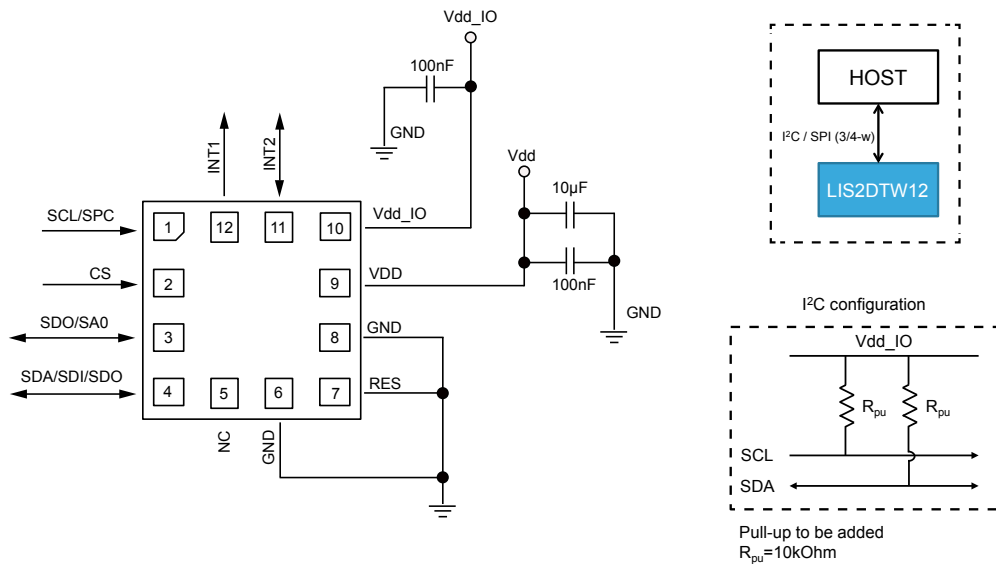 Vdd_IO
100nF
GND
INT1
INT2
Vdd
10µF
100nF
GND
SCL/SPC
CS
SDO/SA0
SDA/SDI/SDO
1
12
11
10
2
9
3
8
4
5
6
7
Vdd_IO
VDD
GND
RES
NC
GND
HOST
I²C / SPI (3/4-w)
LIS2DTW12
I²C configuration
Vdd_IO
Rpu
Rpu
SCL
SDA
Pull-up to be added
Rpu=10kOhm